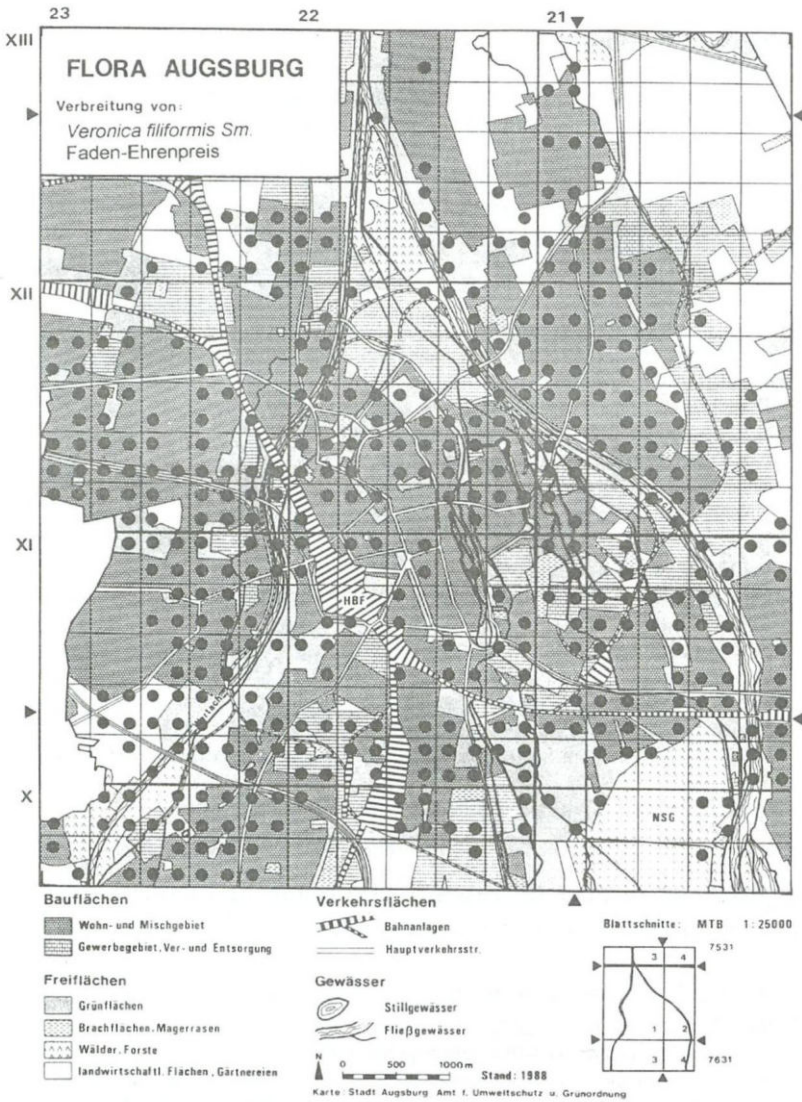 23
22
21
XIII
FLORA AUGSBURG
Verbreitung von:
Veronica filiformis Sm.
Faden-Ehrenpreis
XII
XI
HBF
X
NSG
Bauflächen
Wohn- und Mischgebiet
Gewerbegebiet, Ver- und Entsorgung
Freiflächen
Grünflächen
Brachflächen, Magerrasen
Wälder, Forste
landwirtschaftl. Flächen, Gärtnereien
Verkehrsflächen
Bahnanlagen
Hauptverkehrsstr.
Gewässer
Stillgewässer
Fließgewässer
N
0 500 1000m
Stand: 1988
Karte: Stadt Augsburg Amt f. Umweltschutz u. Grünordnung
Blattschnitte: MTB 1:25000
7531
3 4
1 2
3 4
7631